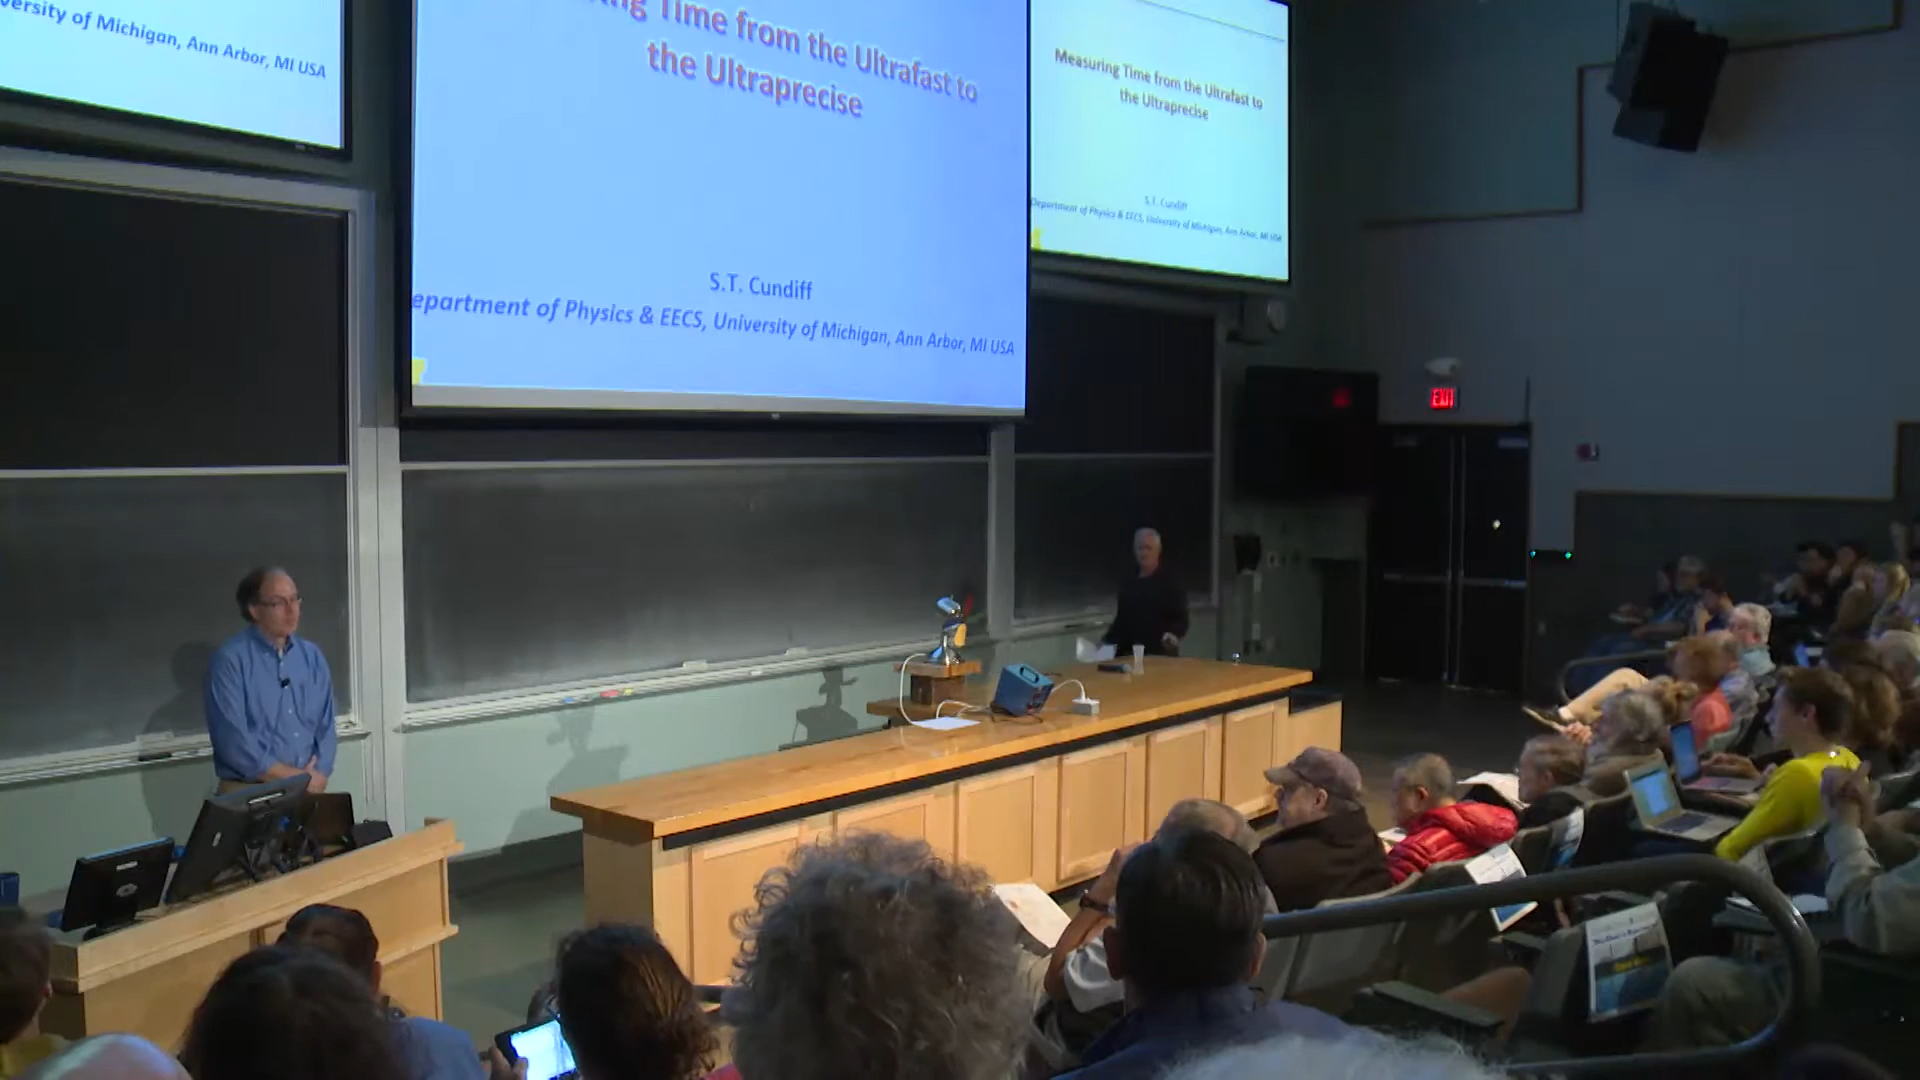 versity of Michigan, Ann Arbor, MI USA
ng Time from the Ultrafast to
the Ultraprecise
S.T. Cundiff
epartment of Physics & EECS, University of Michigan, Ann Arbor, MI USA
Measuring Time from the Ultrafast to
the Ultraprecise
S.T. Cundiff
Department of Physics & EECS, University of Michigan, Ann Arbor, MI USA
EXIT